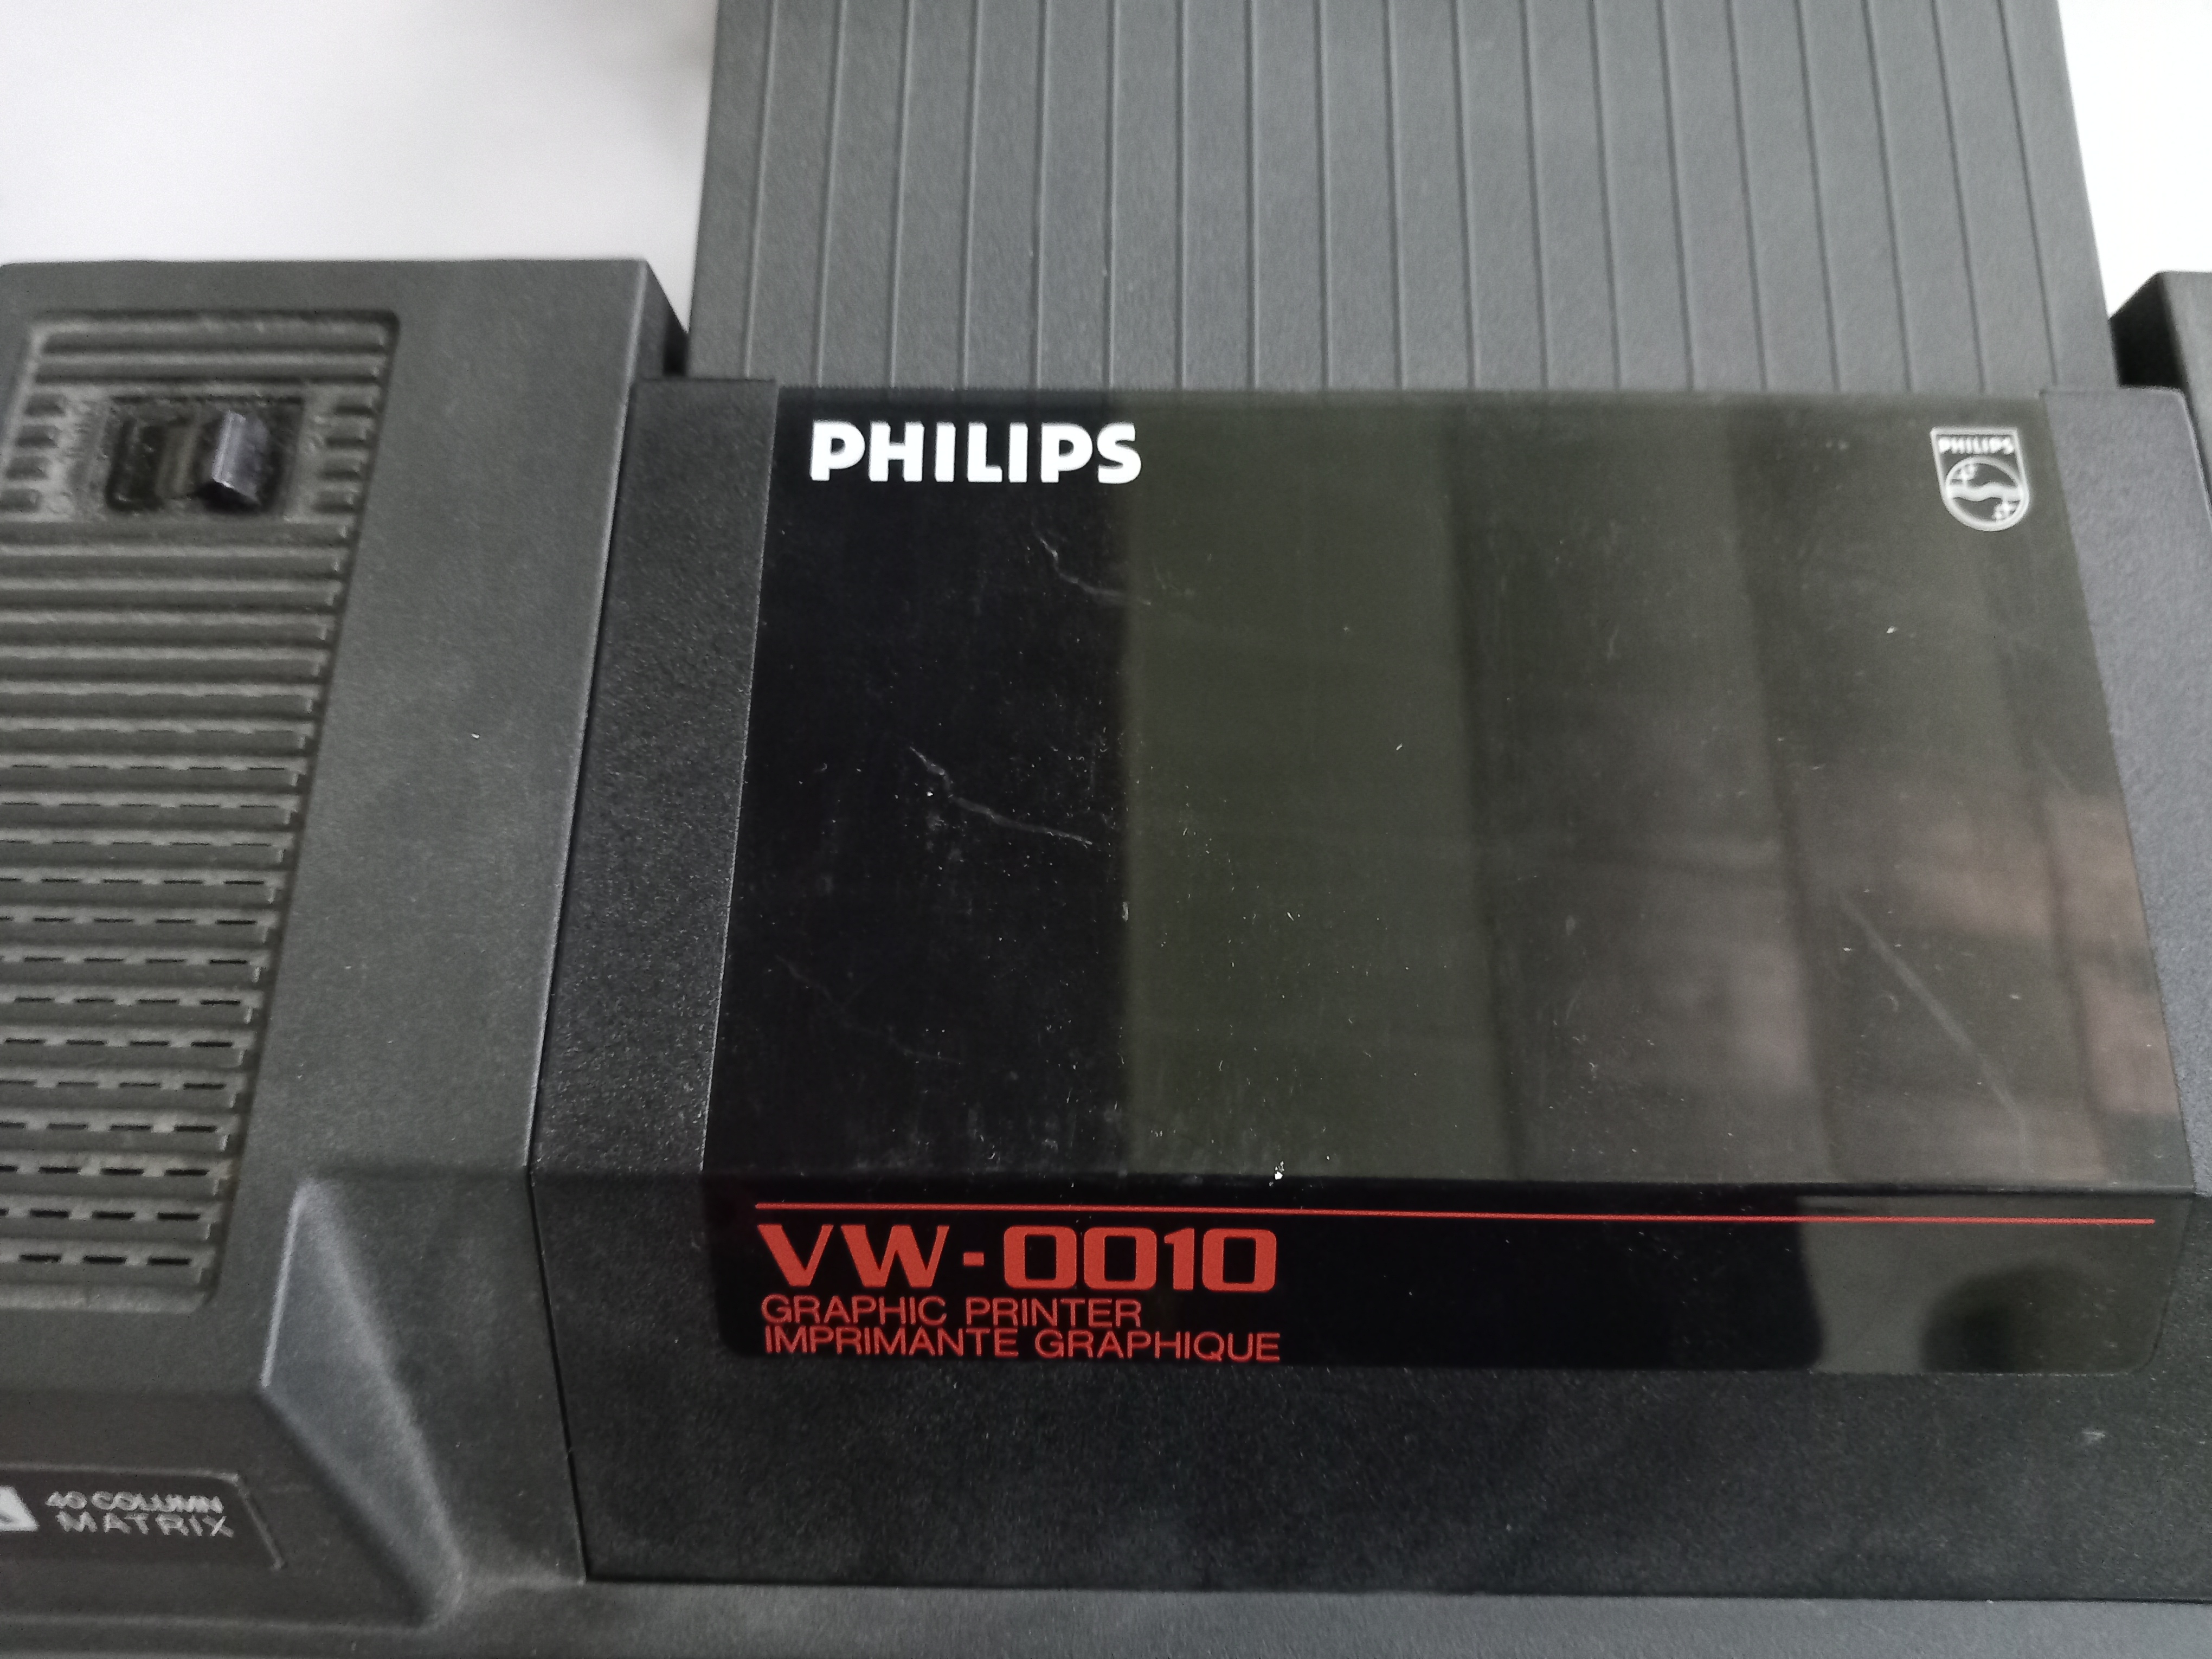 PHILIPS
PHILIPS
VW-0010
GRAPHIC PRINTER
IMPRIMANTE GRAPHIQUE
40 COLUMN
MATRIX